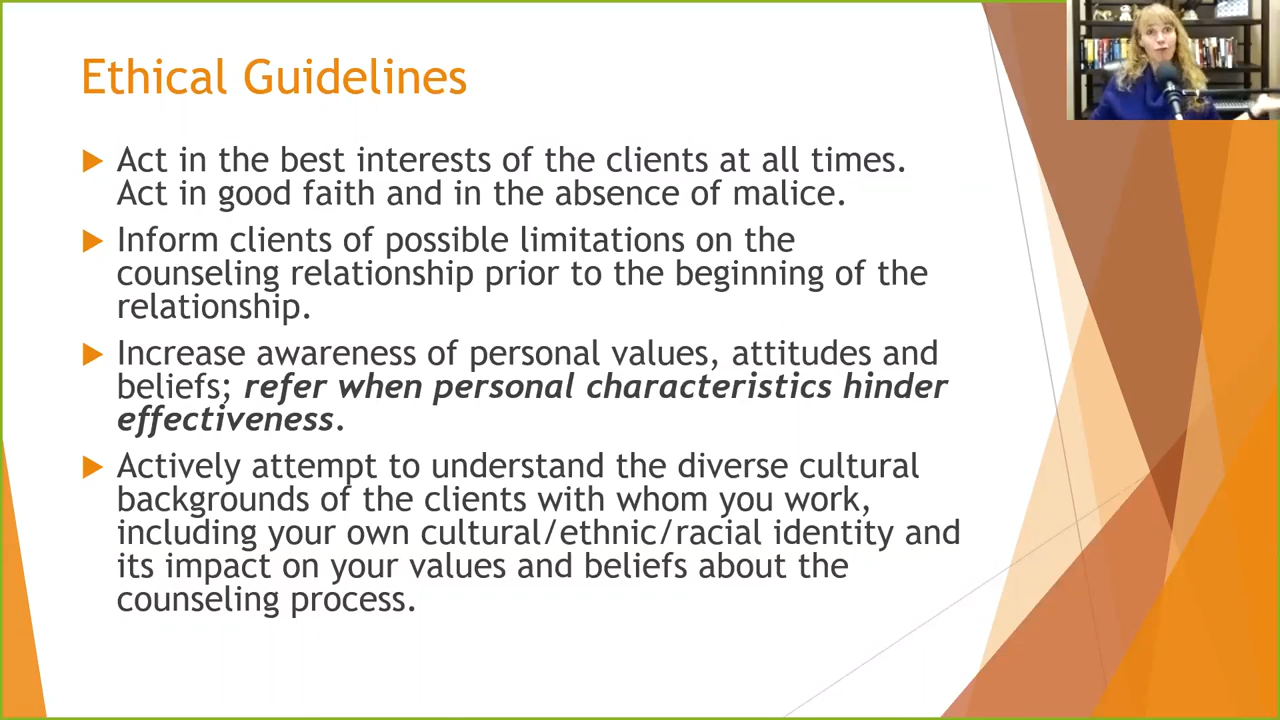 Ethical Guidelines
Act in the best interests of the clients at all times.
Act in good faith and in the absence of malice.
Inform clients of possible limitations on the
counseling relationship prior to the beginning of the
relationship.
Increase awareness of personal values, attitudes and
beliefs; refer when personal characteristics hinder
effectiveness.
Actively attempt to understand the diverse cultural
backgrounds of the clients with whom you work,
including your own cultural/ethnic/racial identity and
its impact on your values and beliefs about the
counseling process.